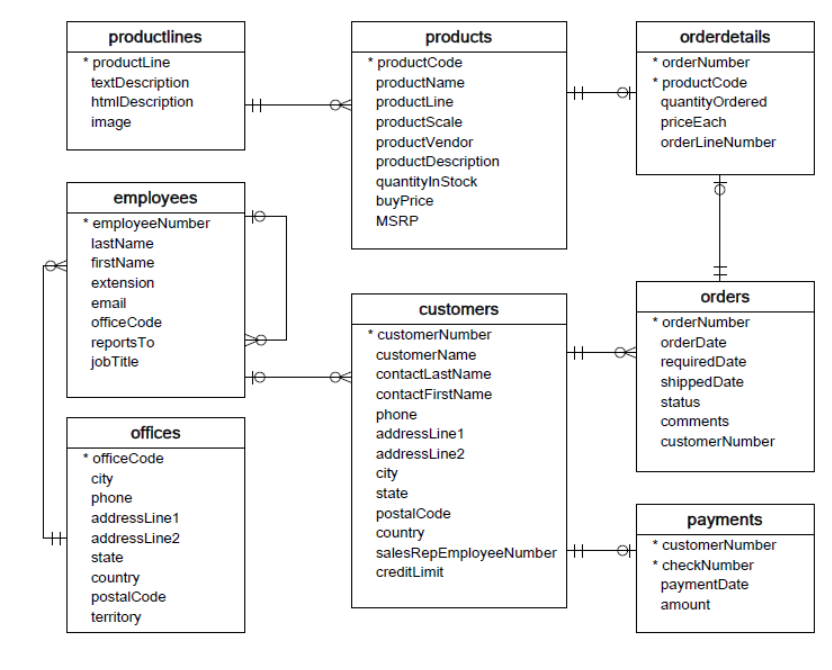 productlines
* productLine
textDescription
htmlDescription
image
products
* productCode
productName
productLine
productScale
productVendor
productDescription
quantityInStock
buyPrice
MSRP
orderdetails
* orderNumber
* productCode
quantityOrdered
priceEach
orderLineNumber
employees
* employeeNumber
lastName
firstName
extension
email
officeCode
reportsTo
jobTitle
customers
* customerNumber
customerName
contactLastName
contactFirstName
phone
addressLine1
addressLine2
city
state
postalCode
country
salesRepEmployeeNumber
creditLimit
orders
* orderNumber
orderDate
requiredDate
shippedDate
status
comments
customerNumber
offices
* officeCode
city
phone
addressLine1
addressLine2
state
country
postalCode
territory
payments
* customerNumber
* checkNumber
paymentDate
amount